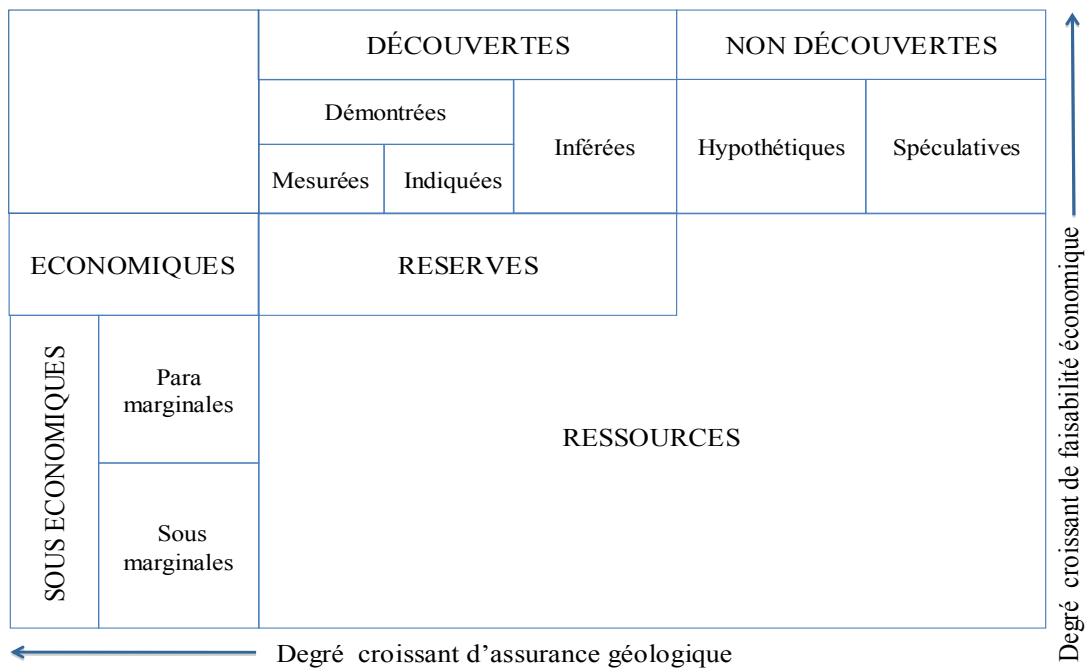 DÉCOUVERTES
NON DÉCOUVERTES
Démontrées
Inférées
Hypothétiques
Spéculatives
Mesurées
Indiquées
ECONOMIQUES
RESERVES
SOUS ECONOMIQUES
Para
marginales
RESSOURCES
Sous
marginales
Degré croissant de faisabilité économique
Degré croissant d’assurance géologique